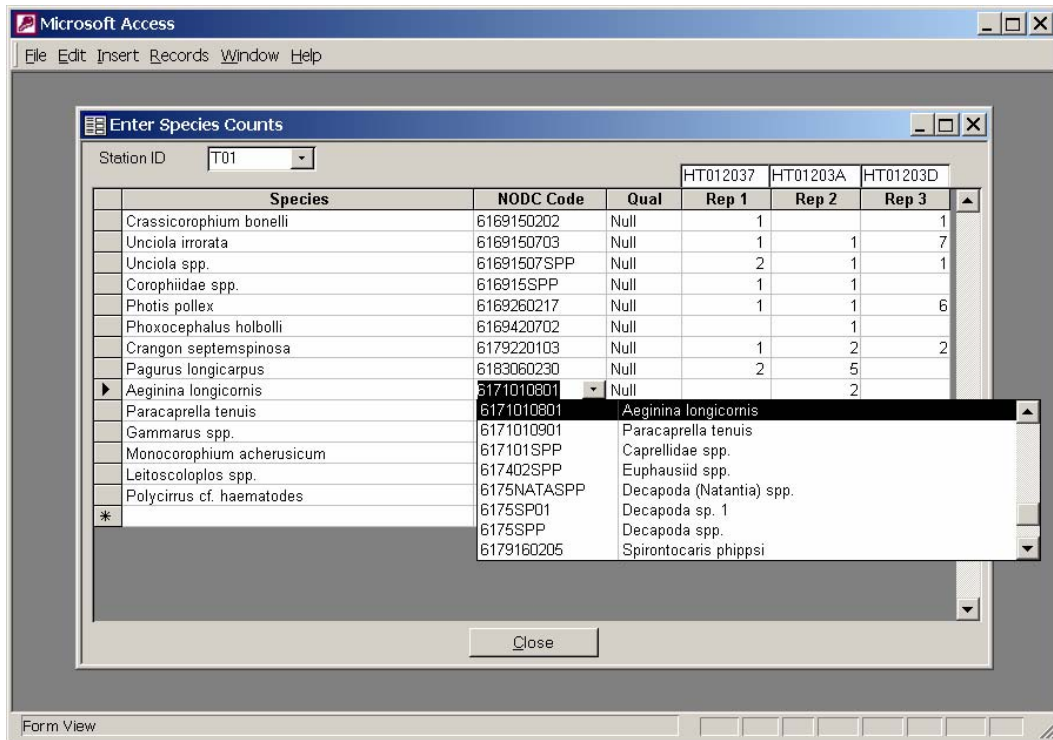 Microsoft Access
File Edit Insert Records Window Help
Enter Species Counts
Station ID T01
HT012037 HT01203A HT01203D
Species NODC Code Qual Rep 1 Rep 2 Rep 3
Crassicorophium bonelli 6169150202 Null 1 1
Unciola irrorata 6169150703 Null 1 1 7
Unciola spp. 61691507SPP Null 2 1 1
Corophiidae spp. 616915SPP Null 1 1
Photis pollex 6169260217 Null 1 1 6
Phoxocephalus holbolli 6169420702 Null 1
Crangon septemspinosa 6179220103 Null 1 2 2
Pagurus longicarpus 6183060230 Null 2 5
Aeginina longicornis 6171010801 Null 2
Paracaprella tenuis 6171010801 Aeginina longicornis
Gammarus spp. 6171010901 Paracaprella tenuis
Monocorophium acherusicum 617101SPP Caprellidae spp.
Leitoscoloplos spp. 617402SPP Euphausiid spp.
Polycirrus cf. haematodes 6175NATASPP Decapoda (Natantia) spp.
* 6175SP01 Decapoda sp. 1
6175SPP Decapoda spp.
6179160205 Spirontocaris phippsi
Close
Form View